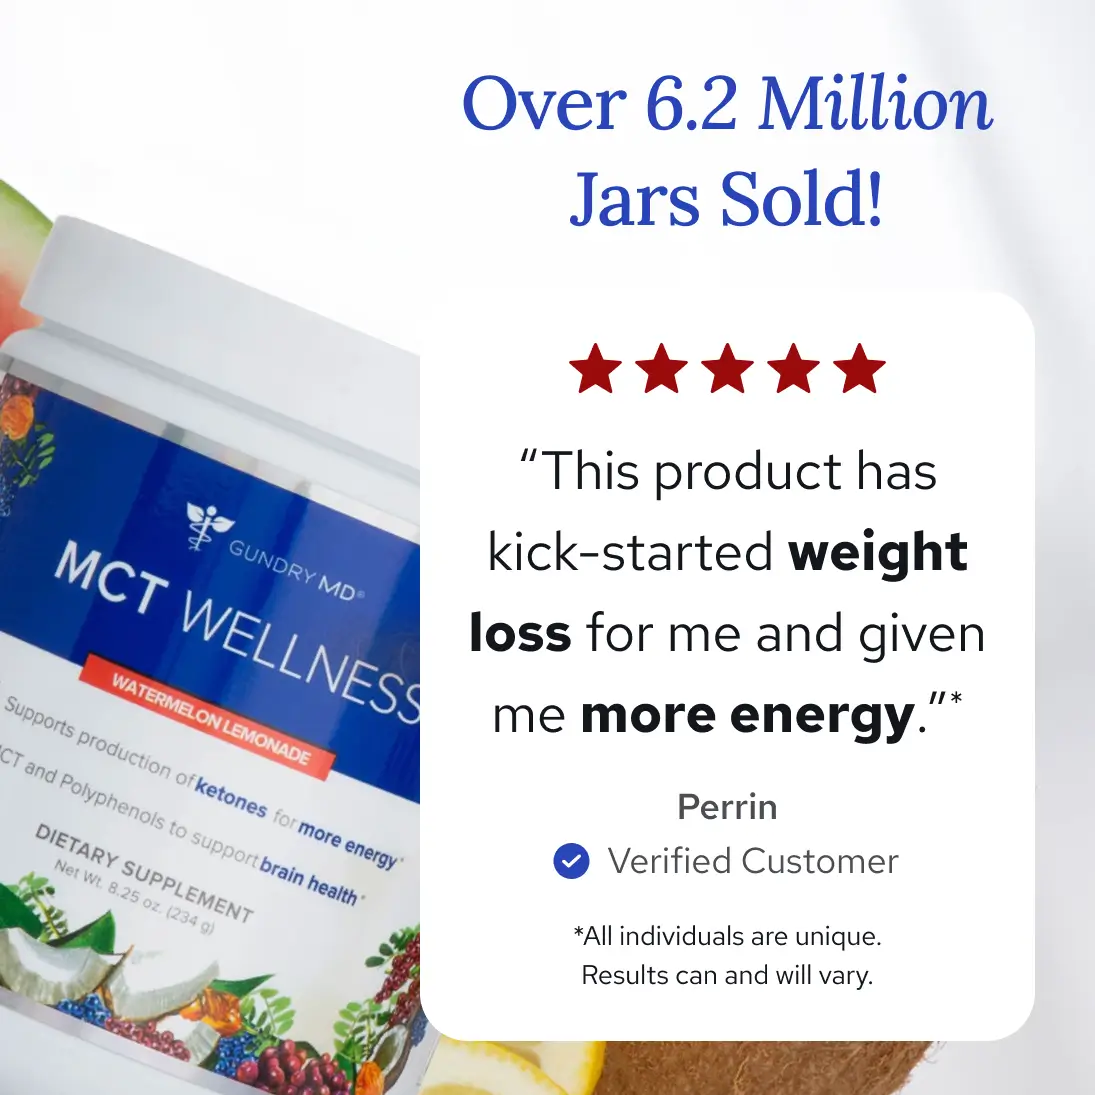 Over 6.2 Million
Jars Sold!
“This product has
kick-started weight
loss for me and given
me more energy.”*
Perrin
Verified Customer
*All individuals are unique.
Results can and will vary.
GUNDRY MD®
MCT WELLNESS
WATERMELON LEMONADE
Supports production of ketones for more energy*
and Polyphenols to support brain health*
DIETARY SUPPLEMENT
Net Wt. 8.25 oz. (234 g)